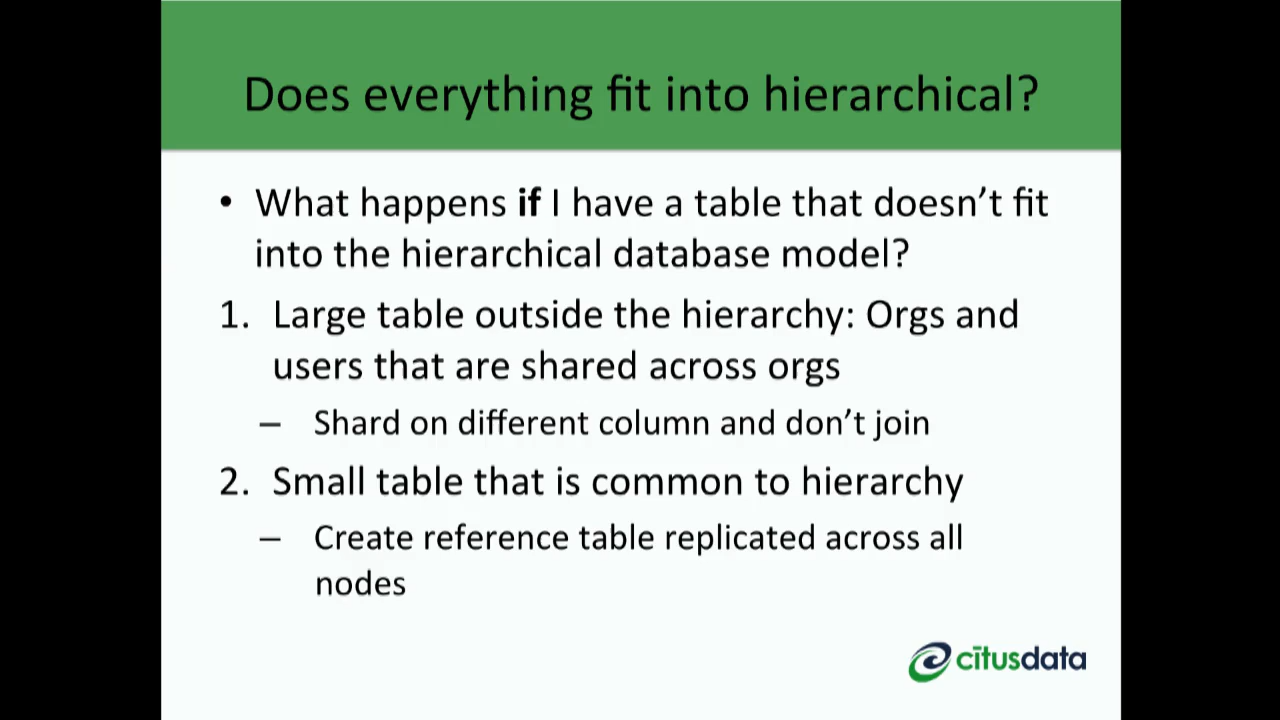 Does everything fit into hierarchical?
• What happens if I have a table that doesn’t fit
into the hierarchical database model?
1. Large table outside the hierarchy: Orgs and
users that are shared across orgs
– Shard on different column and don’t join
2. Small table that is common to hierarchy
– Create reference table replicated across all
nodes
citusdata